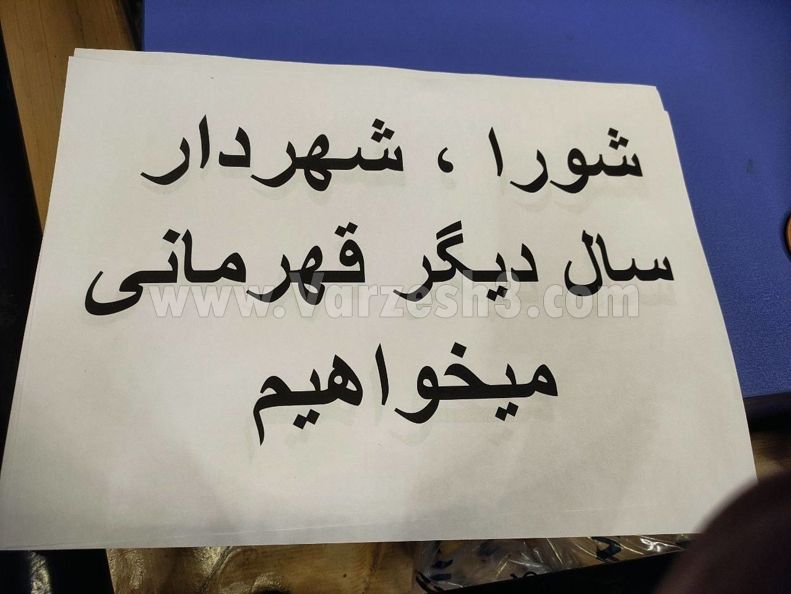 شورا ، شهردار
سال دیگر قهرمانی
www.Varzesh3.com
میخواهیم